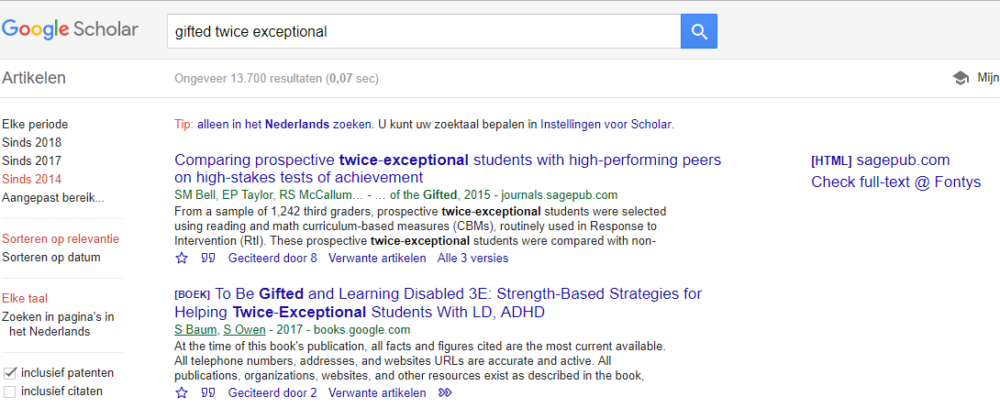 Google Scholar
gifted twice exceptional
Artikelen
Ongeveer 13.700 resultaten (0,07 sec)
Mijn
Elke periode
Sinds 2018
Sinds 2017
Sinds 2014
Aangepast bereik...
Sorteren op relevantie
Sorteren op datum
Elke taal
Zoeken in pagina's in
het Nederlands
inclusief patenten
inclusief citaten
Tip: alleen in het Nederlands zoeken. U kunt uw zoektaal bepalen in Instellingen voor Scholar.
Comparing prospective twice-exceptional students with high-performing peers
on high-stakes tests of achievement
SM Bell, EP Taylor, RS McCallum... - ... of the Gifted, 2015 - journals.sagepub.com
From a sample of 1,242 third graders, prospective twice-exceptional students were selected
using reading and math curriculum-based measures (CBMs), routinely used in Response to
Intervention (RtI). These prospective twice-exceptional students were compared with non-
Geciteerd door 8 Verwante artikelen Alle 3 versies
[HTML] sagepub.com
Check full-text @ Fontys
[BOEK] To Be Gifted and Learning Disabled 3E: Strength-Based Strategies for
Helping Twice-Exceptional Students With LD, ADHD
S Baum, S Owen - 2017 - books.google.com
At the time of this book's publication, all facts and figures cited are the most current available.
All telephone numbers, addresses, and websites URLs are accurate and active. All
publications, organizations, websites, and other resources exist as described in the book,
Geciteerd door 2 Verwante artikelen